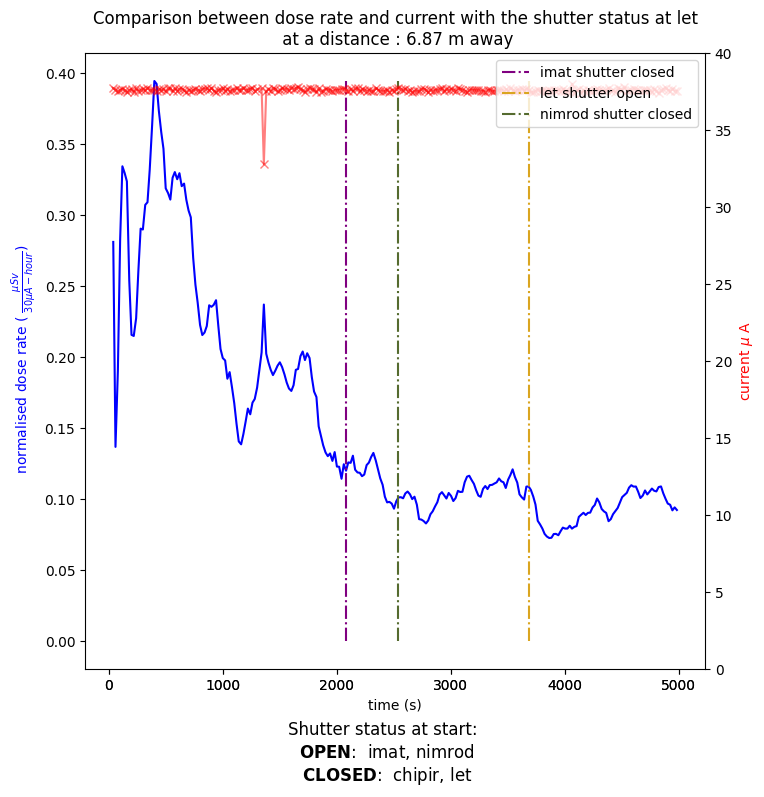 Comparison between dose rate and current with the shutter status at let
at a distance : 6.87 m away
imat shutter closed
let shutter open
nimrod shutter closed
0.40
0.35
0.30
0.25
0.20
0.15
0.10
0.05
0.00
normalised dose rate ( μSv / 30μA − hour )
40
35
30
25
20
15
10
5
0
current μ A
0 1000 2000 3000 4000 5000
time (s)
Shutter status at start:
OPEN: imat, nimrod
CLOSED: chipir, let